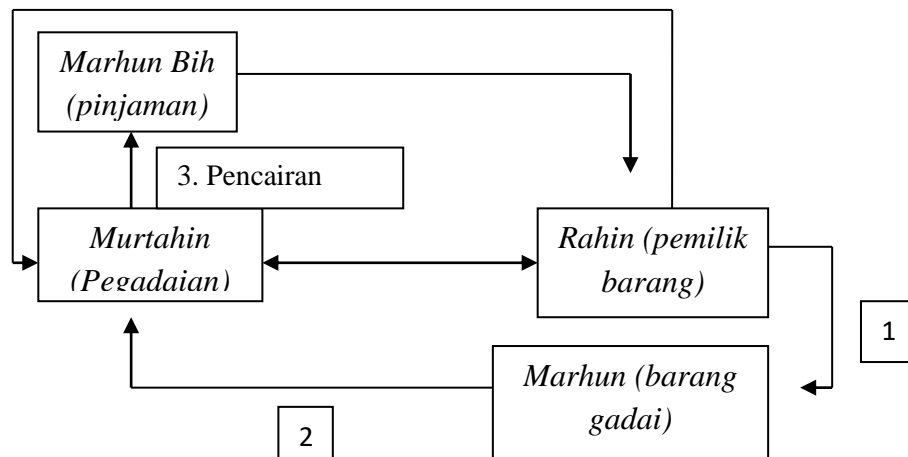 Marhun Bih
(pinjaman)
3. Pencairan
Murtahin
(Pegadaian)
Rahin (pemilik
barang)
1
Marhun (barang
gadai)
2